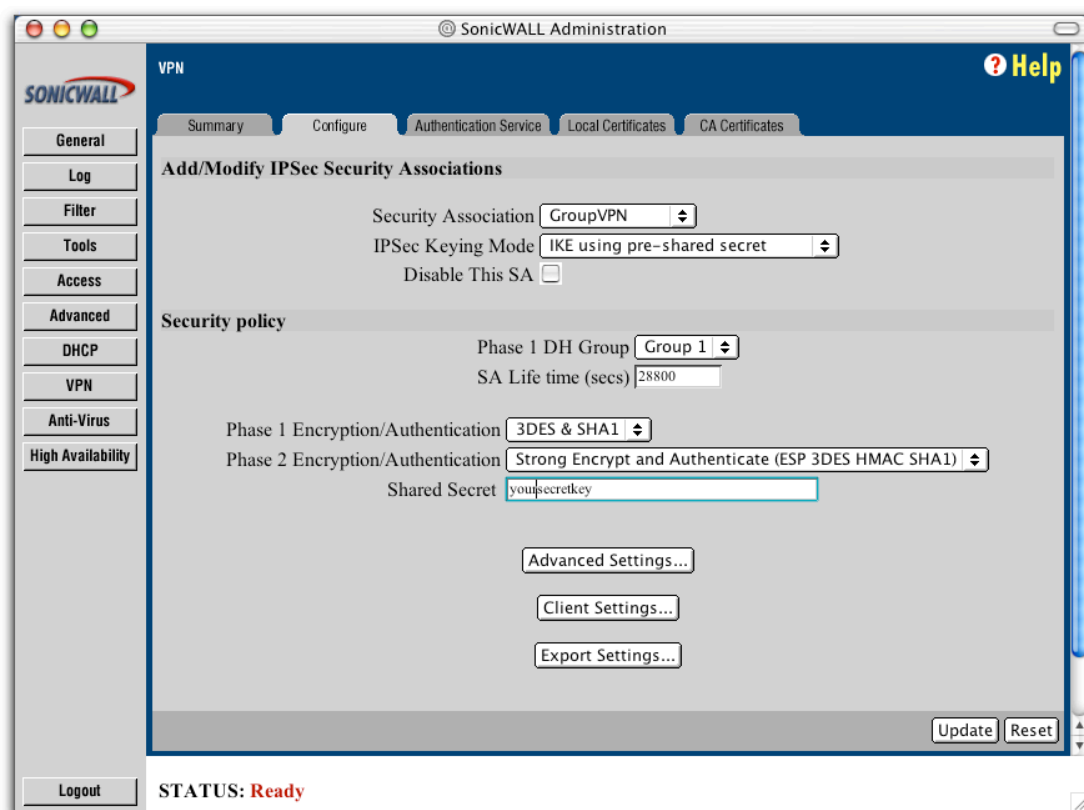 @ SonicWALL Administration
SONICWALL
VPN
? Help
Summary Configure Authentication Service Local Certificates CA Certificates
General
Log
Filter
Tools
Access
Advanced
DHCP
VPN
Anti-Virus
High Availability
Logout
Add/Modify IPSec Security Associations
Security Association GroupVPN
IPSec Keying Mode IKE using pre-shared secret
Disable This SA
Security policy
Phase 1 DH Group Group 1
SA Life time (secs) 28800
Phase 1 Encryption/Authentication 3DES & SHA1
Phase 2 Encryption/Authentication Strong Encrypt and Authenticate (ESP 3DES HMAC SHA1)
Shared Secret yoursecretkey
Advanced Settings...
Client Settings...
Export Settings...
Update Reset
STATUS: Ready